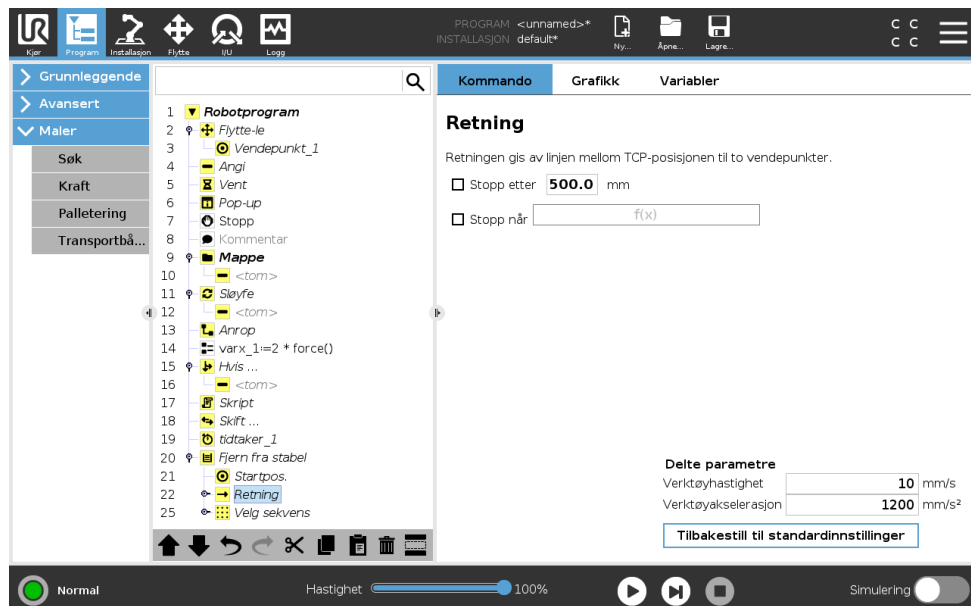 PROGRAM <unnamed>*
INSTALLASJON default*
Kjør Program Installasjon Flytte I/U Logg Ny... Åpne... Lagre...
C C
C C
Grunnleggende
Avansert
Maler
Søk
Kraft
Palletering
Transportbå...
1 Robotprogram
2 Flytte-le
3 Vendepunkt_1
4 Angi
5 Vent
6 Pop-up
7 Stopp
8 Kommentar
9 Mappe
10 <tom>
11 Sløyfe
12 <tom>
13 Anrop
14 varx_1:=2 * force()
15 Hvis ...
16 <tom>
17 Skript
18 Skift ...
19 tidtaker_1
20 Fjern fra stabel
21 Startpos.
22 Retning
25 Velg sekvens
Kommando Grafikk Variabler
Retning
Retningen gis av linjen mellom TCP-posisjonen til to vendepunkter.
Stopp etter 500.0 mm
Stopp når f(x)
Delte parametre
Verktøyhastighet 10 mm/s
Verktøyakselerasjon 1200 mm/s²
Tilbakestill til standardinnstillinger
Normal Hastighet 100% Simulering